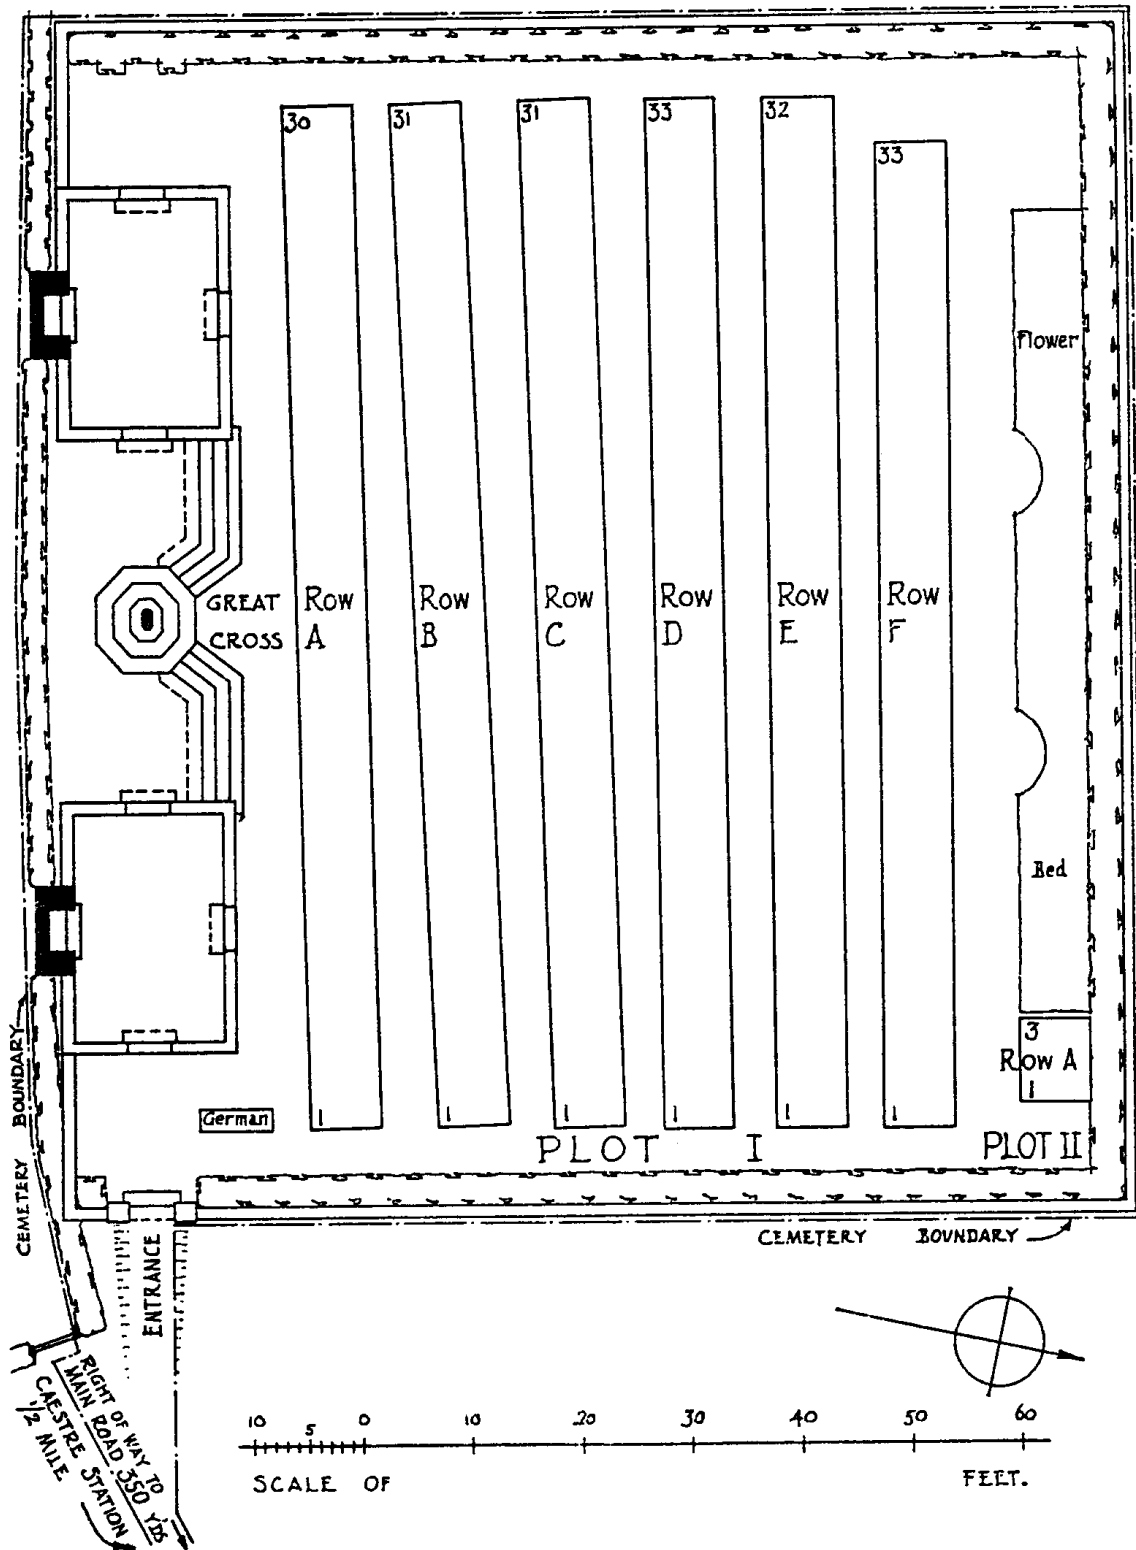 30
31
31
33
32
33
Flower
GREAT CROSS
Row A
Row B
Row C
Row D
Row E
Row F
Bed
3
Row A
1
German
1
1
1
1
1
1
PLOT I
PLOT II
CEMETERY BOUNDARY
CEMETERY BOUNDARY
ENTRANCE
RIGHT OF WAY TO
MAIN ROAD 350 YDS
CAESTRE STATION
1/2 MILE
10 5 0 10 20 30 40 50 60
SCALE OF FEET.